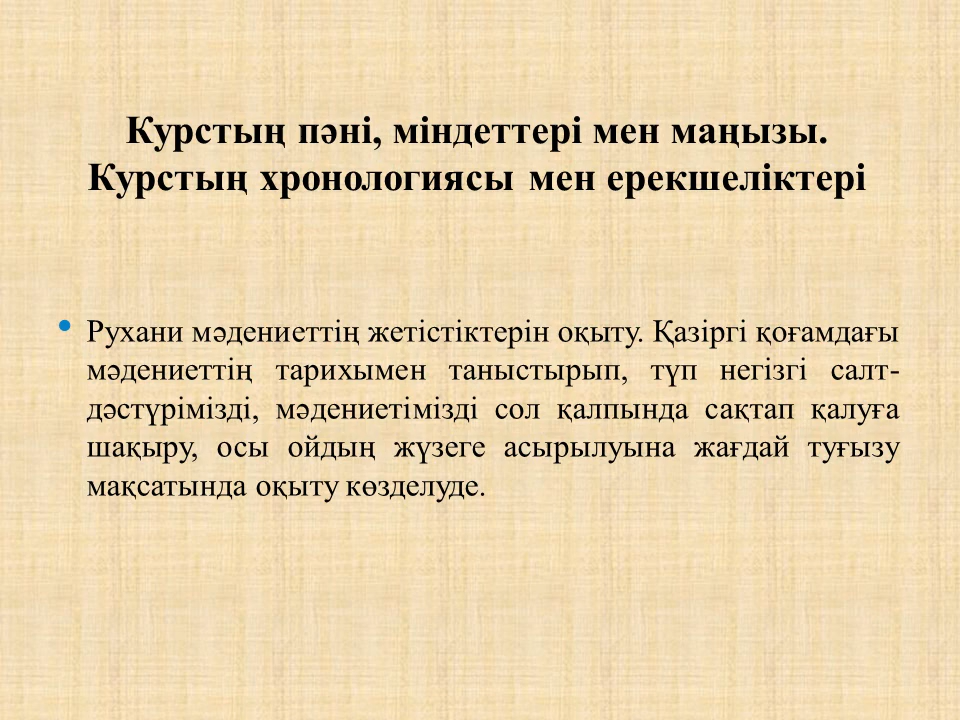 Курстың пәні, міндеттері мен маңызы.
Курстың хронологиясы мен ерекшеліктері
• Рухани мәдениеттің жетістіктерін оқыту. Қазіргі қоғамдағы
мәдениеттің тарихымен таныстырып, түп негізгі салт-
дәстүрімізді, мәдениетімізді сол қалпында сақтап қалуға
шақыру, осы ойдың жүзеге асырылуына жағдай туғызу
мақсатында оқыту көзделуде.